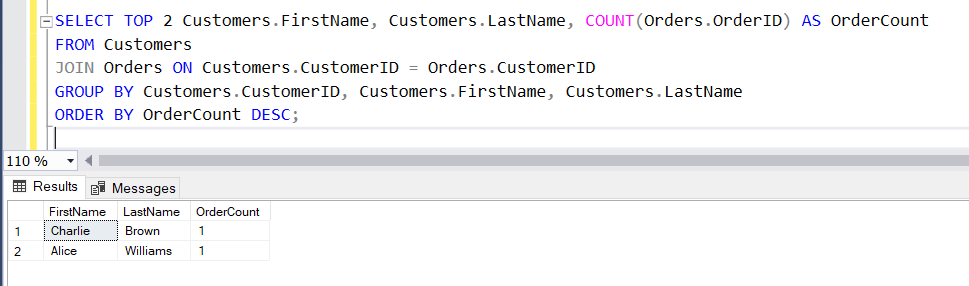 SELECT TOP 2 Customers.FirstName, Customers.LastName, COUNT(Orders.OrderID) AS OrderCount
FROM Customers
JOIN Orders ON Customers.CustomerID = Orders.CustomerID
GROUP BY Customers.CustomerID, Customers.FirstName, Customers.LastName
ORDER BY OrderCount DESC;
110 %
Results Messages
FirstName LastName OrderCount
1 Charlie Brown 1
2 Alice Williams 1